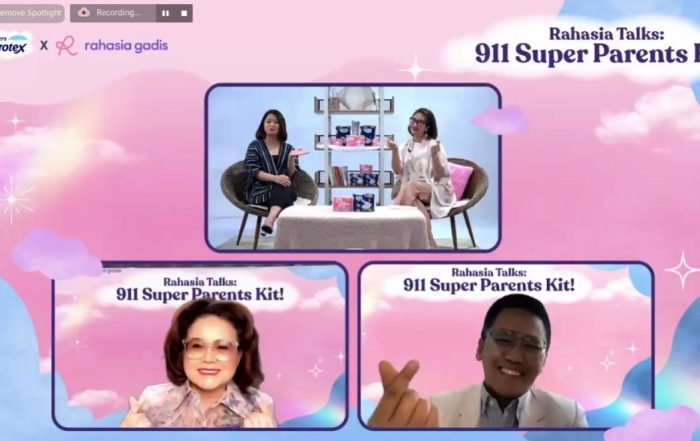 Remove Spotlight
Recording...
X rahasia gadis
Rahasia Talks:
911 Super Parents
Rahasia Talks:
911 Super Parents Kit!
Rahasia Talks:
911 Super Parents Kit!